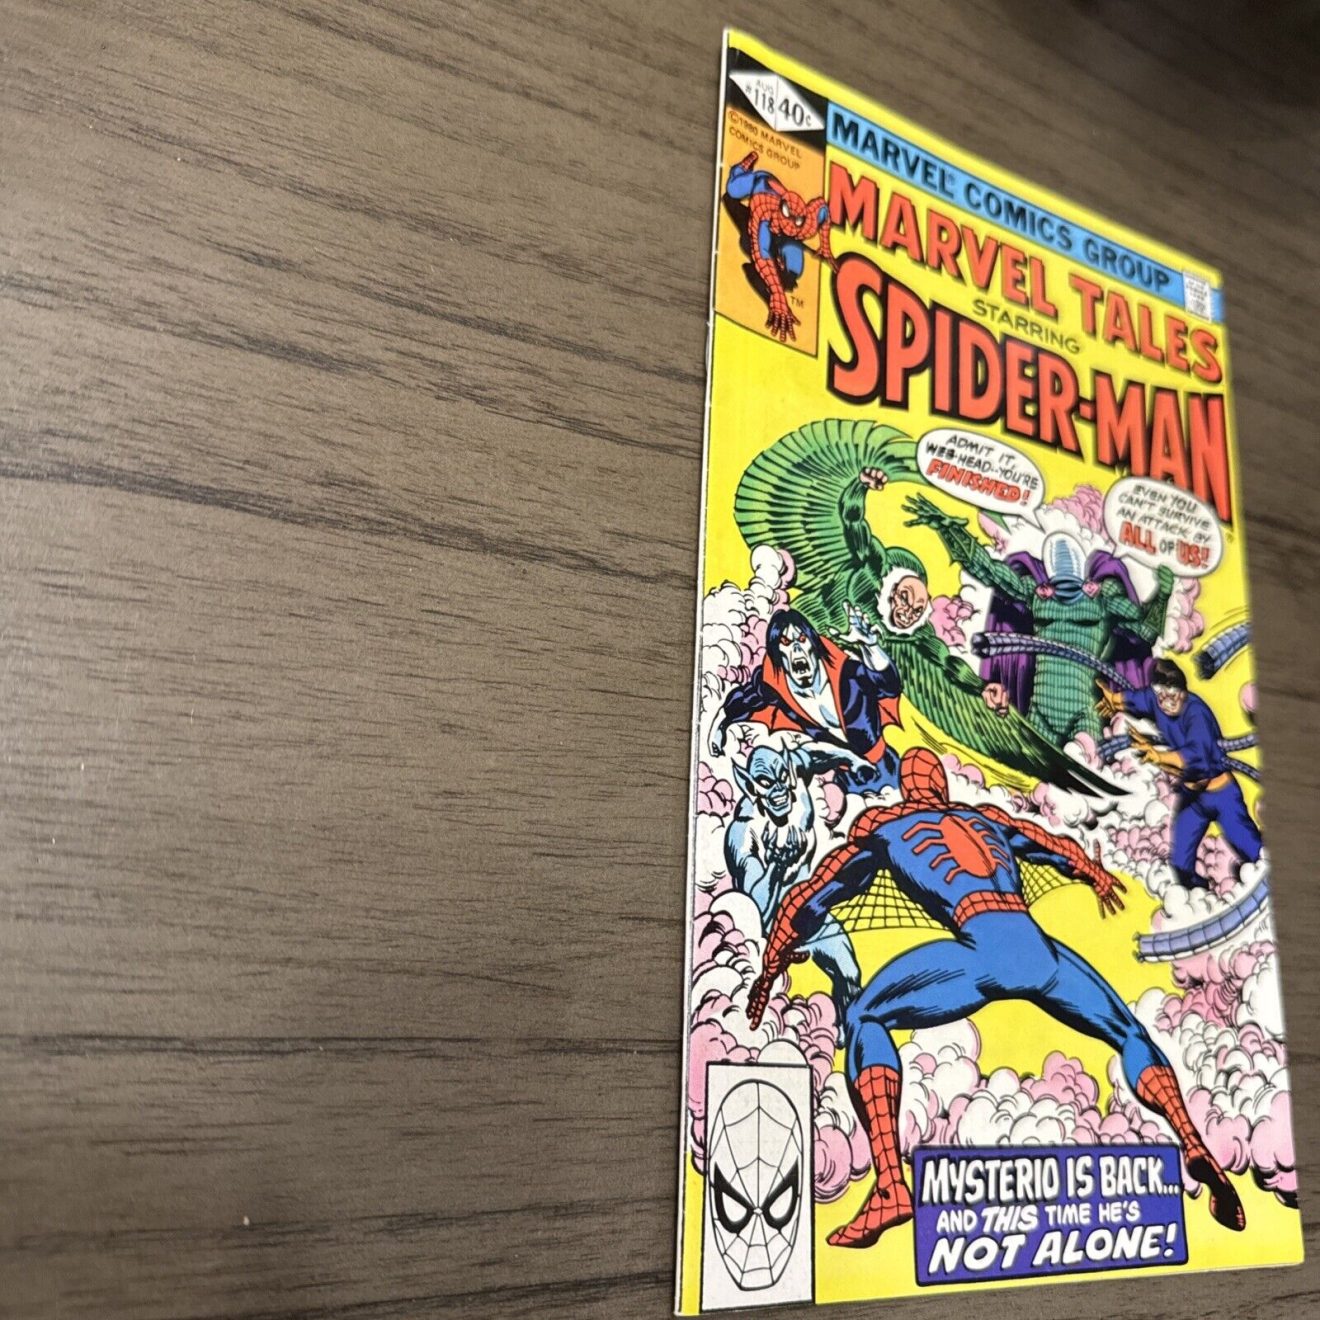 AUG
#118
40¢
©1980 MARVEL
COMICS GROUP
TM
MARVEL COMICS GROUP
MARVEL TALES
STARRING
SPIDER-MAN
ADMIT IT,
WEB-HEAD--YOU'RE
FINISHED!
EVEN YOU
CAN'T SURVIVE
AN ATTACK BY
ALL OF US!!
MYSTERIO IS BACK...
AND THIS TIME HE'S
NOT ALONE!